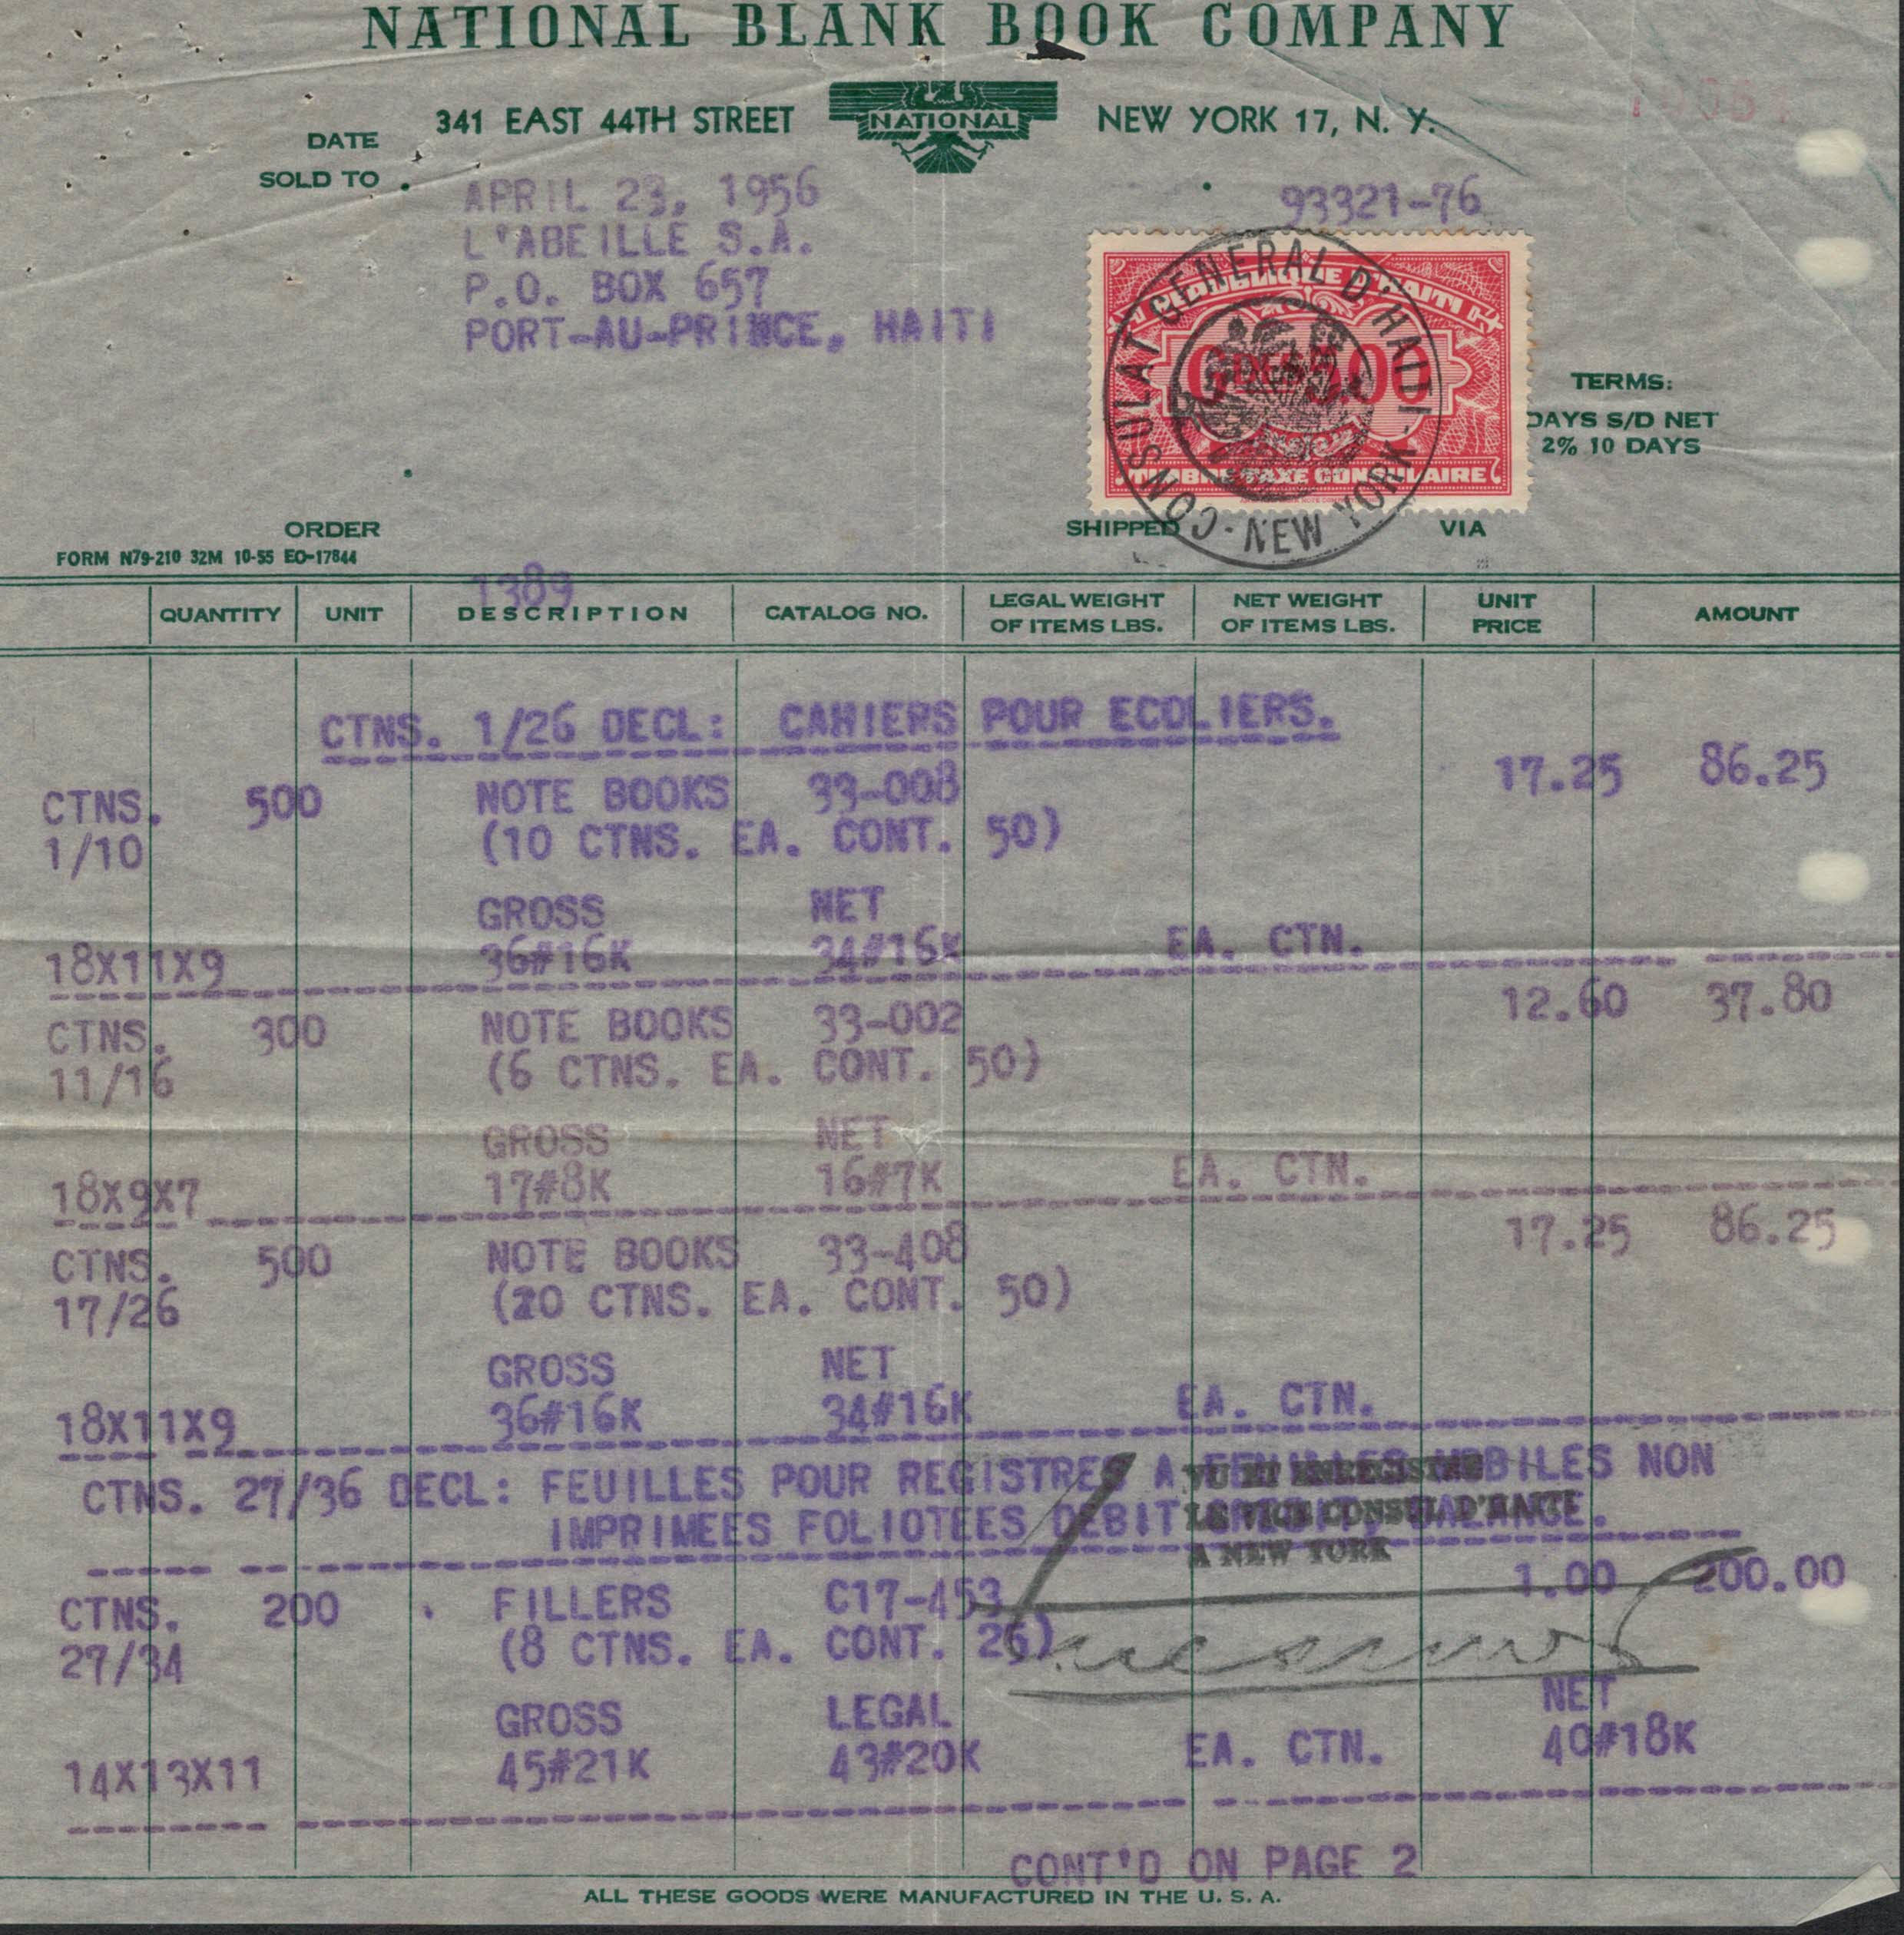 NATIONAL BLANK BOOK COMPANY
341 EAST 44TH STREET
NATIONAL
NEW YORK 17, N. Y.
DATE
SOLD TO
APRIL 23, 1956
L'ABEILLE S.A.
P.O. BOX 657
PORT-AU-PRINCE, HAITI
93321-76
REPUBLIQUE D'HAITI
TIMBRE TAXE CONSULAIRE
CONSULAT GENERAL D'HAITI - NEW YORK -
TERMS:
DAYS S/D NET
2% 10 DAYS
ORDER
SHIPPED
VIA
FORM N79-210 32M 10-55 EO-17844
1389
QUANTITY UNIT DESCRIPTION CATALOG NO. LEGAL WEIGHT OF ITEMS LBS. NET WEIGHT OF ITEMS LBS. UNIT PRICE AMOUNT
CTNS. 1/26 DECL: CAHIERS POUR ECOLIERS.
CTNS. 500 NOTE BOOKS 33-008 17.25 86.25
1/10 (10 CTNS. EA. CONT. 50)
GROSS NET
18X11X9 36#16K 34#16K EA. CTN.
CTNS. 300 NOTE BOOKS 33-002 12.60 37.80
11/16 (6 CTNS. EA. CONT. 50)
GROSS NET
18X9X7 17#8K 16#7K EA. CTN.
CTNS. 500 NOTE BOOKS 33-408 17.25 86.25
17/26 (20 CTNS. EA. CONT. 50)
GROSS NET
18X11X9 36#16K 34#16K EA. CTN.
CTNS. 27/36 DECL: FEUILLES POUR REGISTRES A FEUILLES MOBILES NON
IMPRIMEES FOLIOTEES DEBIT CREDIT, BALANCE.
VU ET ENREGISTRE
LE VICE CONSUL D'HAITI
A NEW YORK
CTNS. 200 FILLERS C17-453 1.00 200.00
27/34 (8 CTNS. EA. CONT. 25)
GROSS LEGAL NET
14X13X11 45#21K 43#20K EA. CTN. 40#18K
CONT'D ON PAGE 2
ALL THESE GOODS WERE MANUFACTURED IN THE U. S. A.